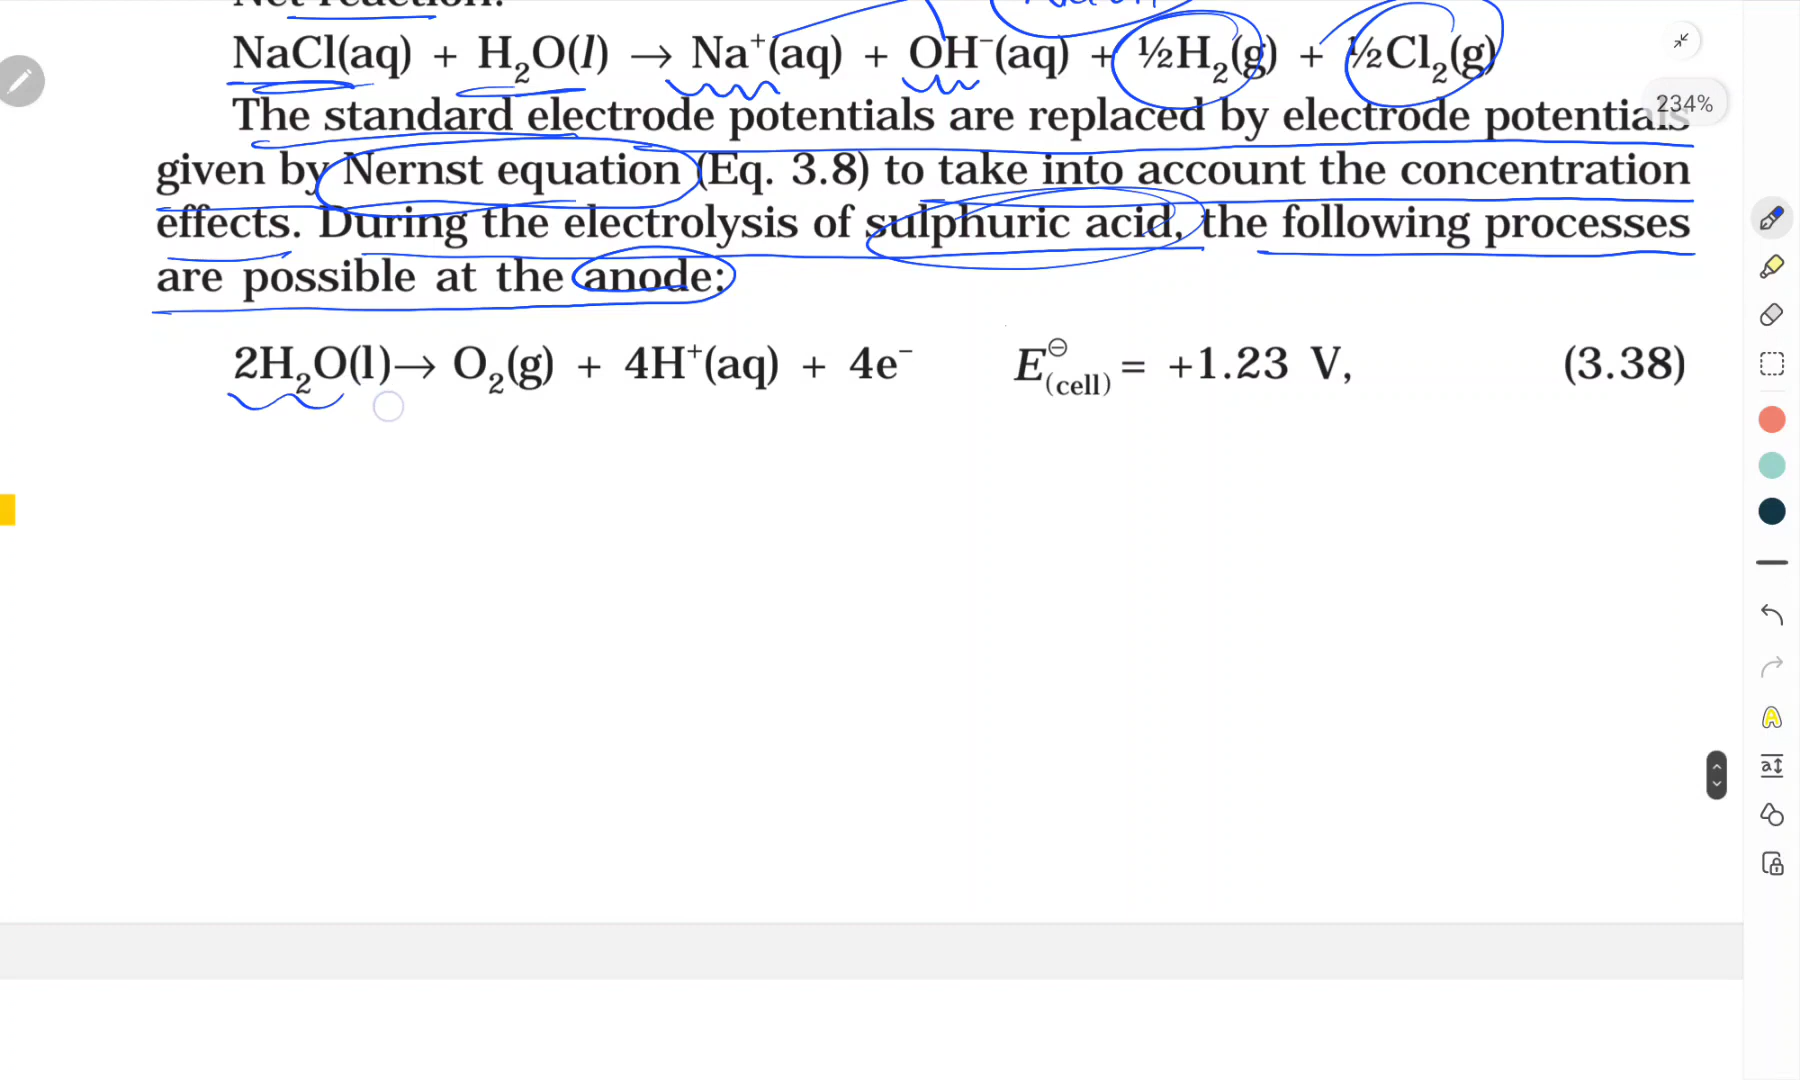 Net reaction:
NaCl(aq) + H₂O(l) → Na⁺(aq) + OH⁻(aq) + ½H₂(g) + ½Cl₂(g)
The standard electrode potentials are replaced by electrode potentials
given by Nernst equation (Eq. 3.8) to take into account the concentration
effects. During the electrolysis of sulphuric acid, the following processes
are possible at the anode:
2H₂O(l)→ O₂(g) + 4H⁺(aq) + 4e⁻ E⊖(cell) = +1.23 V, (3.38)
234%